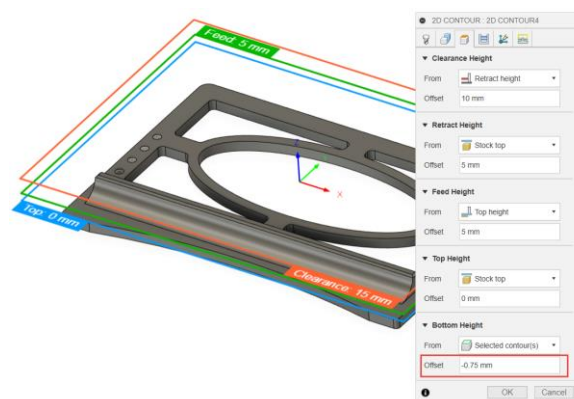 Feed: 5 mm
Top: 0 mm
Clearance: 15 mm
Z
X
2D CONTOUR : 2D CONTOUR4
Clearance Height
From Retract height
Offset 10 mm
Retract Height
From Stock top
Offset 5 mm
Feed Height
From Top height
Offset 5 mm
Top Height
From Stock top
Offset 0 mm
Bottom Height
From Selected contour(s)
Offset -0.75 mm
OK Cancel